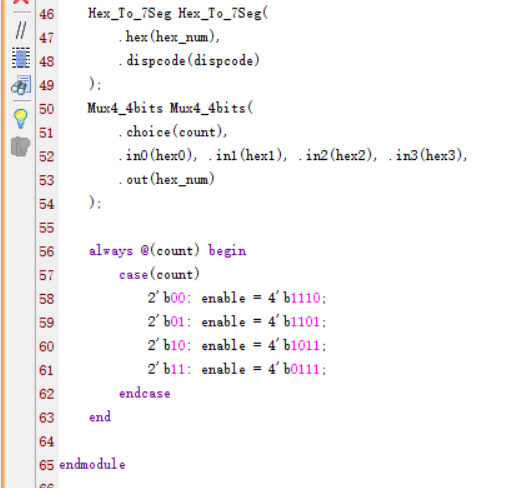 46 Hex_To_7Seg Hex_To_7Seg(
47 .hex(hex_num),
48 .dispcode(dispcode)
49 );
50 Mux4_4bits Mux4_4bits(
51 .choice(count),
52 .in0(hex0), .in1(hex1), .in2(hex2), .in3(hex3),
53 .out(hex_num)
54 );
55
56 always @(count) begin
57 case(count)
58 2'b00: enable = 4'b1110;
59 2'b01: enable = 4'b1101;
60 2'b10: enable = 4'b1011;
61 2'b11: enable = 4'b0111;
62 endcase
63 end
64
65 endmodule
66